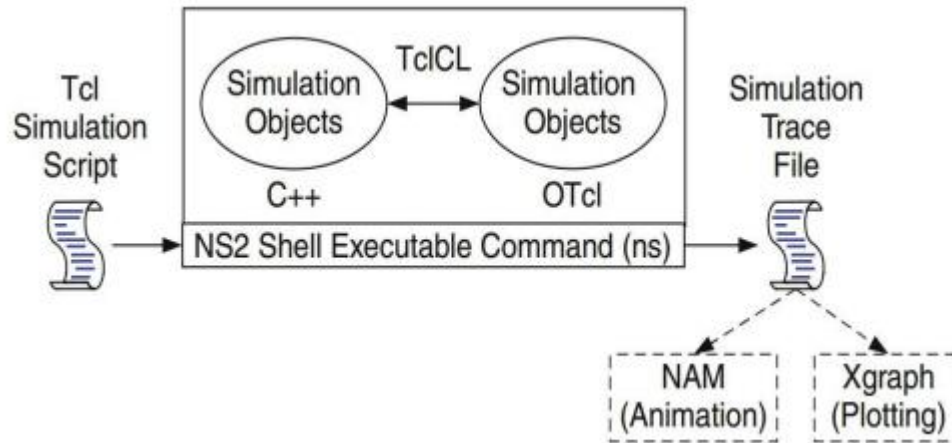 Tcl
Simulation
Script
Simulation
Objects
C++
TclCL
Simulation
Objects
OTcl
NS2 Shell Executable Command (ns)
Simulation
Trace
File
NAM
(Animation)
Xgraph
(Plotting)